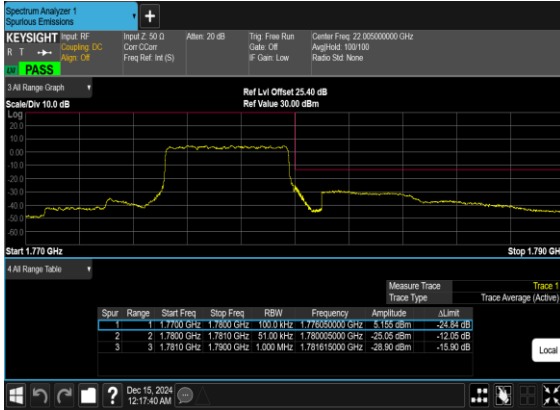 Spectrum Analyzer 1
Spurious Emissions
+
KEYSIGHT Input: RF Input Z: 50 Ω Atten: 20 dB Trig: Free Run Center Freq: 22.005000000 GHz
R T Coupling: DC Corr CCorr Gate: Off Avg|Hold: 100/100
Align: Off Freq Ref: Int (S) IF Gain: Low Radio Std: None
PASS
3 All Range Graph
Ref Lvl Offset 25.40 dB
Scale/Div 10.0 dB Ref Value 30.00 dBm
Log
20.0
10.0
0.00
-10.0
-20.0
-30.0
-40.0
-50.0
-60.0
Start 1.770 GHz Stop 1.790 GH
4 All Range Table
Measure Trace Trace 1
Trace Type Trace Average (Active)
Spur Range Start Freq Stop Freq RBW Frequency Amplitude ΔLimit
1 1 1.7700 GHz 1.7800 GHz 100.0 kHz 1.776050000 GHz 5.155 dBm -24.84 dB
2 2 1.7800 GHz 1.7810 GHz 51.00 kHz 1.780005000 GHz -25.05 dBm -12.05 dB
3 3 1.7810 GHz 1.7900 GHz 1.000 MHz 1.781615000 GHz -28.90 dBm -15.90 dB
Local
?
Dec 15, 2024
12:17:40 AM